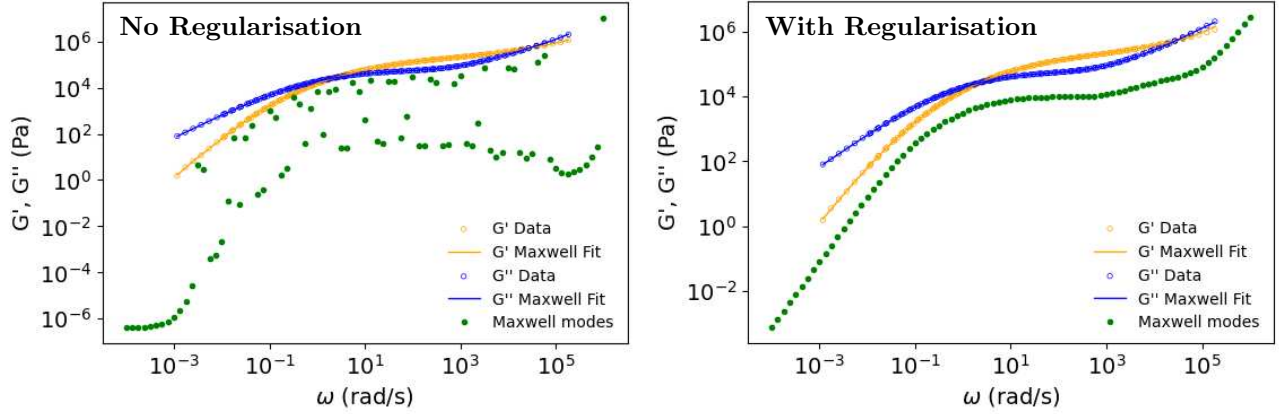 No Regularisation
G', G'' (Pa)
10^6
10^4
10^2
10^0
10^-2
10^-4
10^-6
G' Data
G' Maxwell Fit
G'' Data
G'' Maxwell Fit
Maxwell modes
10^-3 10^-1 10^1 10^3 10^5
ω (rad/s)
With Regularisation
G', G'' (Pa)
10^6
10^4
10^2
10^0
10^-2
G' Data
G' Maxwell Fit
G'' Data
G'' Maxwell Fit
Maxwell modes
10^-3 10^-1 10^1 10^3 10^5
ω (rad/s)